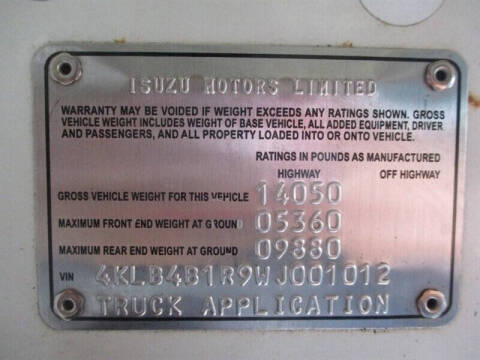 ISUZU MOTORS LIMITED
WARRANTY MAY BE VOIDED IF WEIGHT EXCEEDS ANY RATINGS SHOWN. GROSS
VEHICLE WEIGHT INCLUDES WEIGHT OF BASE VEHICLE, ALL ADDED EQUIPMENT, DRIVER
AND PASSENGERS, AND ALL PROPERTY LOADED INTO OR ONTO VEHICLE.
RATINGS IN POUNDS AS MANUFACTURED
HIGHWAY OFF HIGHWAY
GROSS VEHICLE WEIGHT FOR THIS VEHICLE 14050
MAXIMUM FRONT END WEIGHT AT GROUND 05360
MAXIMUM REAR END WEIGHT AT GROUND 09880
VIN 4KLB4B1R9WJ001012
TRUCK APPLICATION